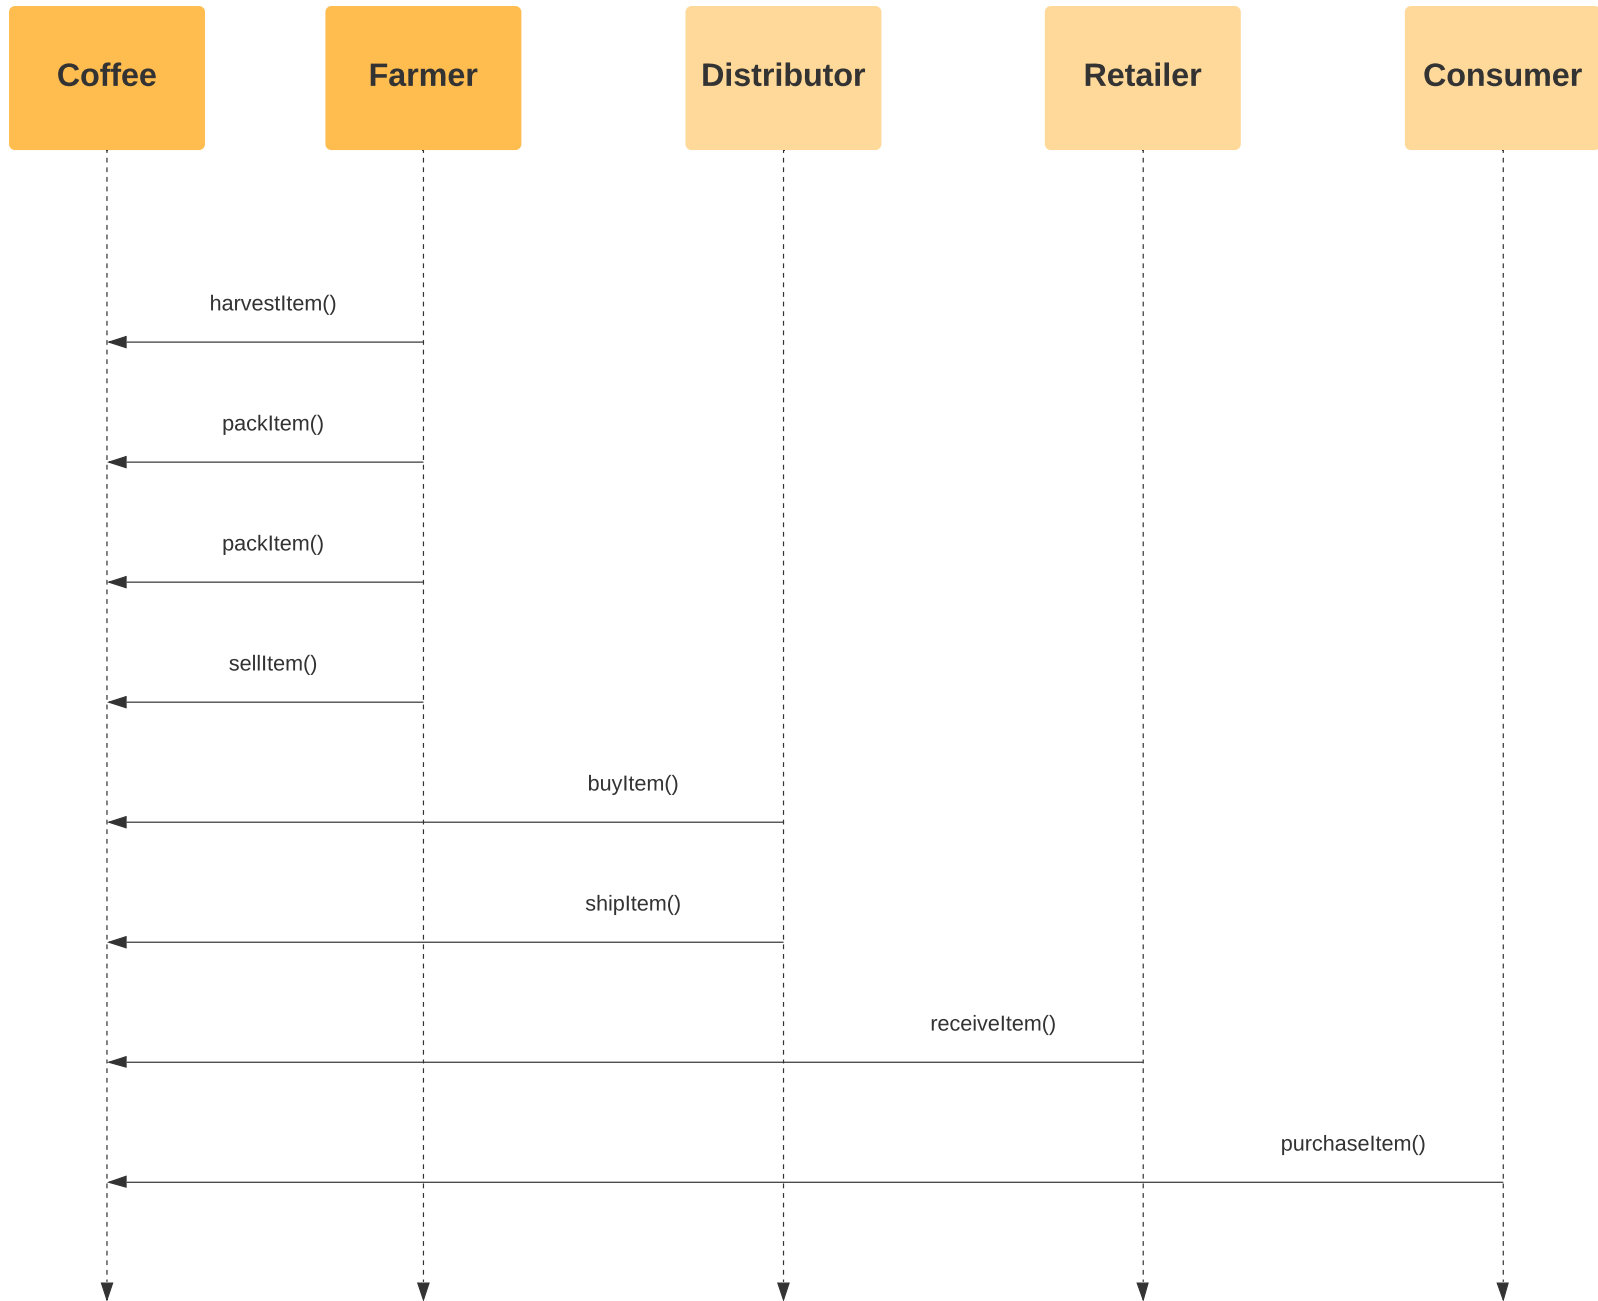 Coffee
Farmer
Distributor
Retailer
Consumer
harvestItem()
packItem()
packItem()
sellItem()
buyItem()
shipItem()
receiveItem()
purchaseItem()